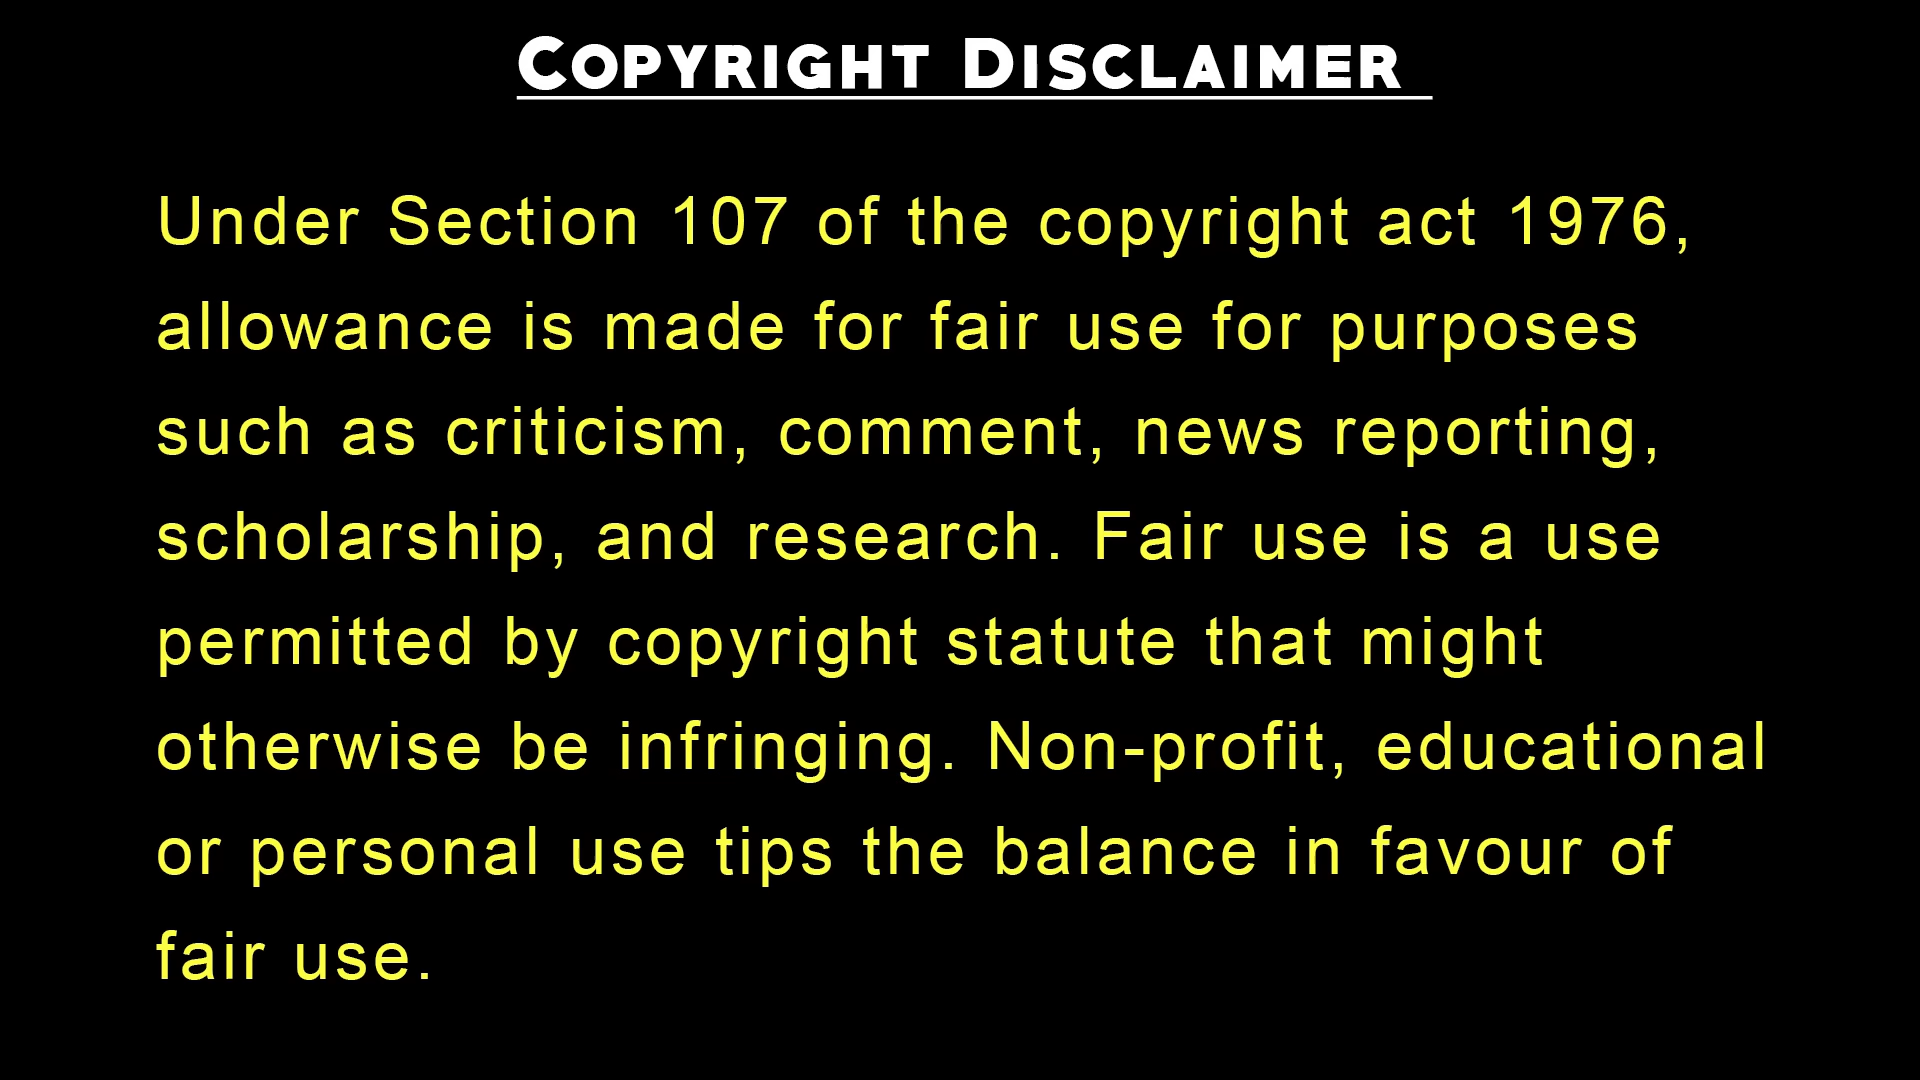 Copyright Disclaimer
Under Section 107 of the copyright act 1976,
allowance is made for fair use for purposes
such as criticism, comment, news reporting,
scholarship, and research. Fair use is a use
permitted by copyright statute that might
otherwise be infringing. Non-profit, educational
or personal use tips the balance in favour of
fair use.